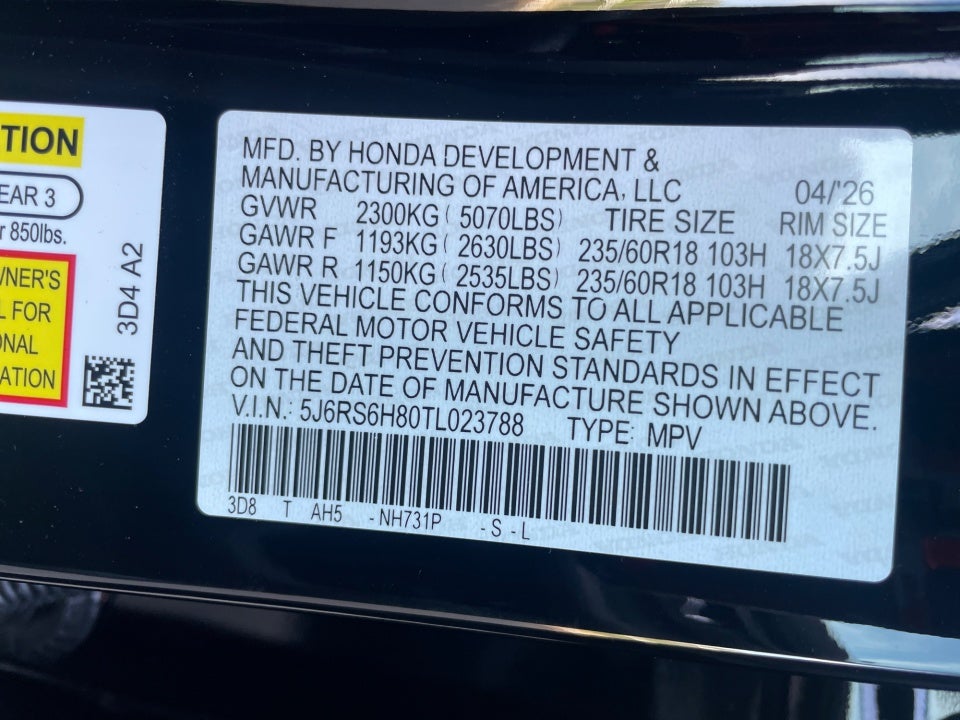 TION
EAR 3
r 850lbs.
WNER'S
L FOR
ONAL
ATION
3D4 A2
MFD. BY HONDA DEVELOPMENT &
MANUFACTURING OF AMERICA, LLC 04/'26
GVWR 2300KG ( 5070LBS) TIRE SIZE RIM SIZE
GAWR F 1193KG ( 2630LBS) 235/60R18 103H 18X7.5J
GAWR R 1150KG ( 2535LBS) 235/60R18 103H 18X7.5J
THIS VEHICLE CONFORMS TO ALL APPLICABLE
FEDERAL MOTOR VEHICLE SAFETY
AND THEFT PREVENTION STANDARDS IN EFFECT
ON THE DATE OF MANUFACTURE SHOWN ABOVE.
V.I.N.: 5J6RS6H80TL023788 TYPE: MPV
3D8 T AH5 -NH731P -S -L